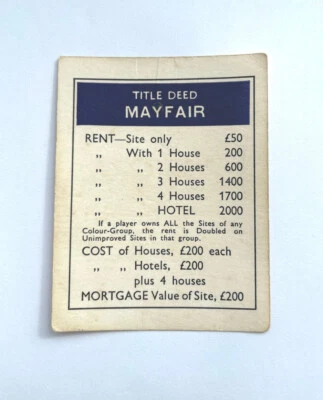 TITLE DEED
MAYFAIR
RENT—Site only £50
„ With 1 House 200
„ „ 2 Houses 600
„ „ 3 Houses 1400
„ „ 4 Houses 1700
„ „ HOTEL 2000
If a player owns ALL the Sites of any
Colour-Group, the rent is Doubled on
Unimproved Sites in that group.
COST of Houses, £200 each
„ „ Hotels, £200
plus 4 houses
MORTGAGE Value of Site, £200